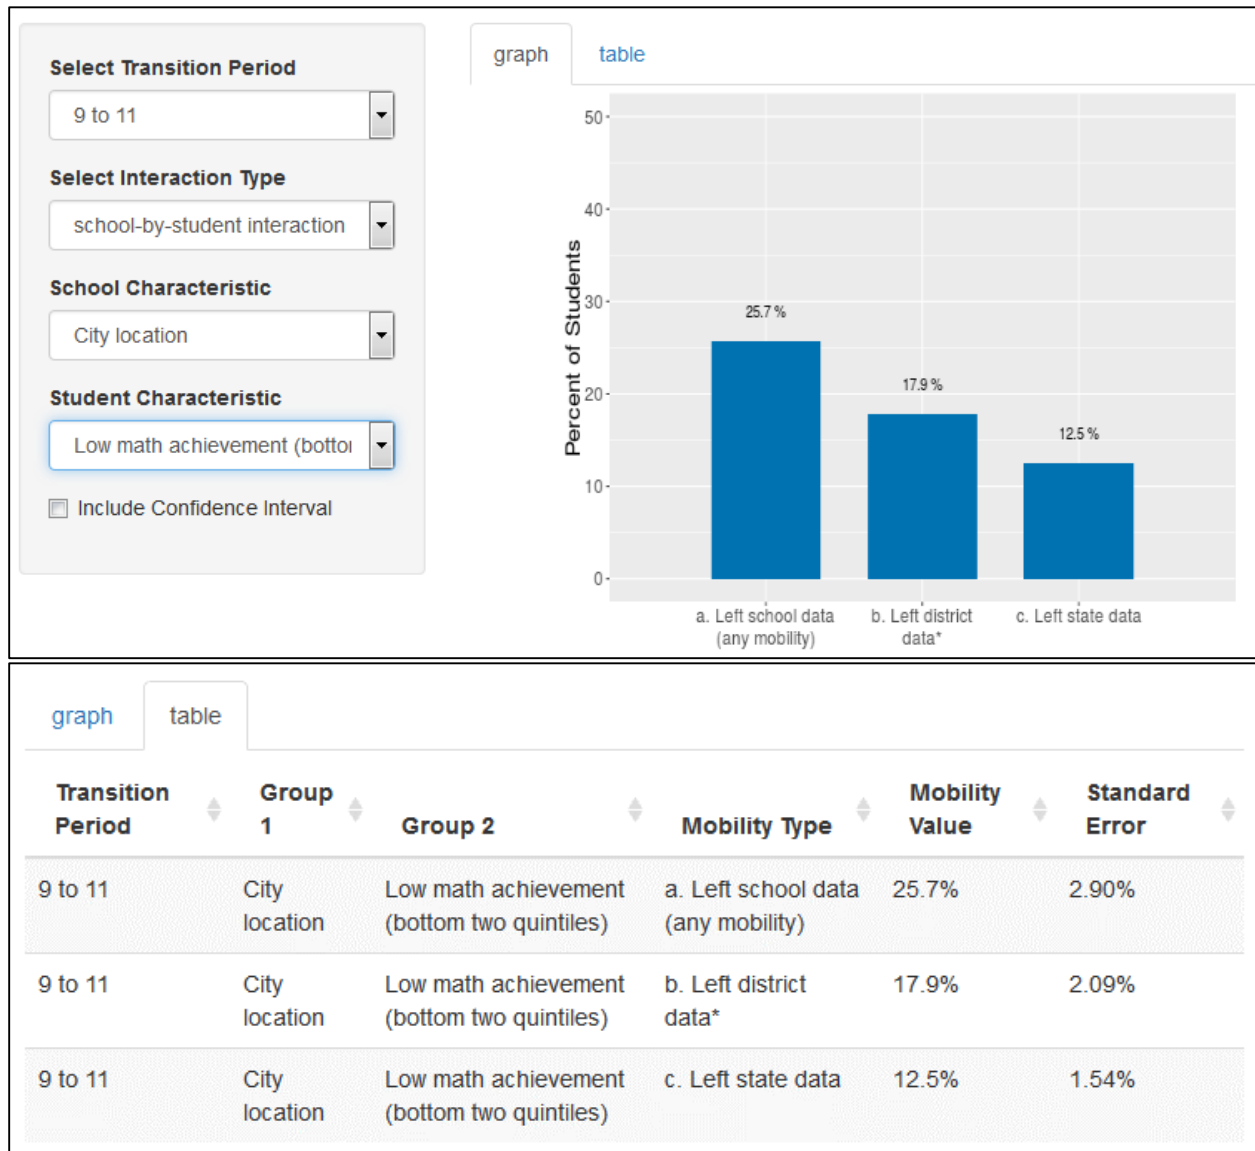 Select Transition Period
9 to 11
Select Interaction Type
school-by-student interaction
School Characteristic
City location
Student Characteristic
Low math achievement (bottor
Include Confidence Interval
graph
table
50
40
30
20
10
0
Percent of Students
25.7 %
17.9 %
12.5 %
a. Left school data
(any mobility)
b. Left district
data*
c. Left state data
graph
table
Transition
Period
Group
1
Group 2
Mobility Type
Mobility
Value
Standard
Error
9 to 11
City
location
Low math achievement
(bottom two quintiles)
a. Left school data
(any mobility)
25.7%
2.90%
9 to 11
City
location
Low math achievement
(bottom two quintiles)
b. Left district
data*
17.9%
2.09%
9 to 11
City
location
Low math achievement
(bottom two quintiles)
c. Left state data
12.5%
1.54%